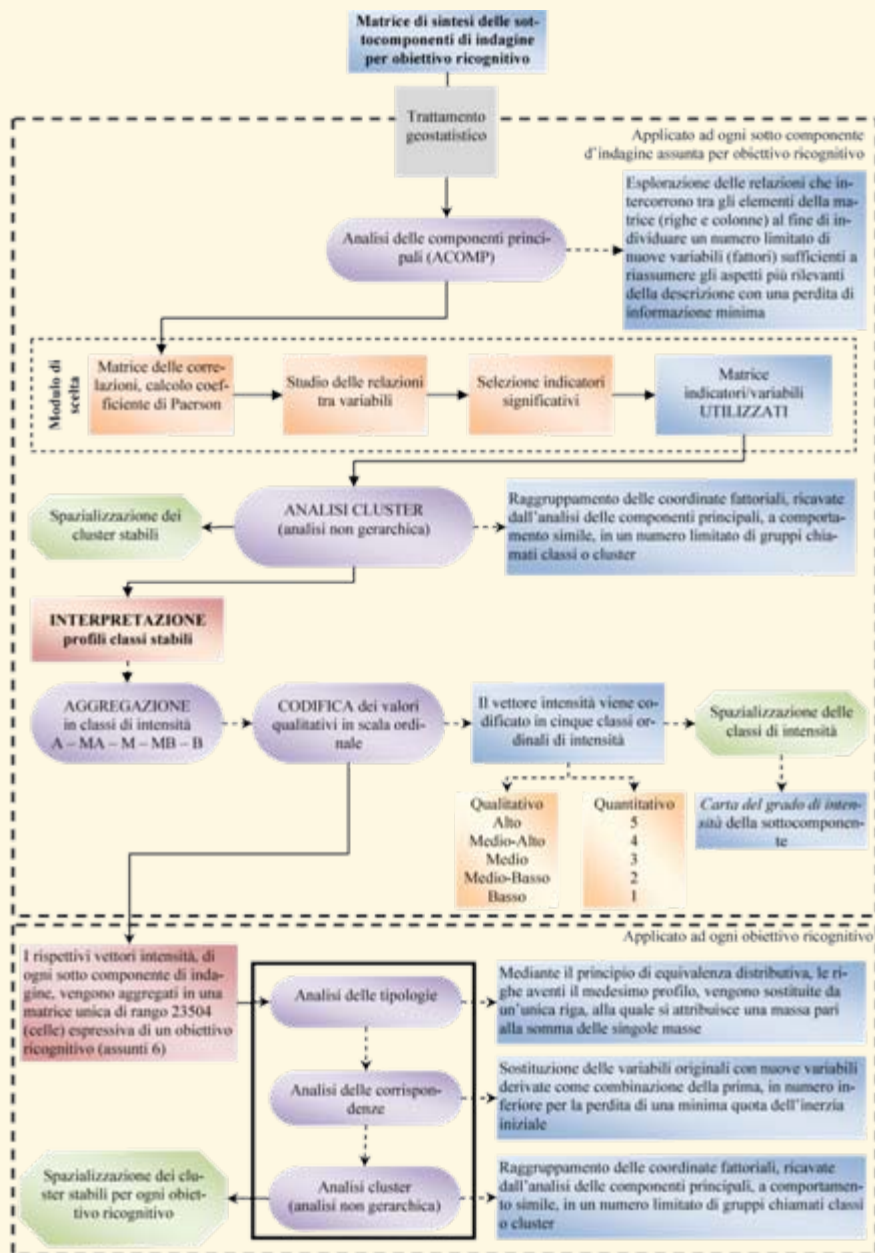 Matrice di sintesi delle sot-
tocomponenti di indagine
per obiettivo ricognitivo
Trattamento
geostatistico
Applicato ad ogni sotto componente
d'indagine assunta per obiettivo ricognitivo
Analisi delle componenti princi-
pali (ACOMP)
Esplorazione delle relazioni che in-
tercorrono tra gli elementi della ma-
trice (righe e colonne) al fine di in-
dividuare un numero limitato di
nuove variabili (fattori) sufficienti a
riassumere gli aspetti più rilevanti
della descrizione con una perdita di
informazione minima
Modulo di
scelta
Matrice delle corre-
lazioni, calcolo coef-
ficiente di Paerson
Studio delle relazioni
tra variabili
Selezione indicatori
significativi
Matrice
indicatori/variabili
UTILIZZATI
Spazializzazione dei
cluster stabili
ANALISI CLUSTER
(analisi non gerarchica)
Raggruppamento delle coordinate fattoriali, ricavate
dall'analisi delle componenti principali, a comporta-
mento simile, in un numero limitato di gruppi chia-
mati classi o cluster
INTERPRETAZIONE
profili classi stabili
AGGREGAZIONE
in classi di intensità
A – MA – M – MB – B
CODIFICA dei valori
qualitativi in scala ordi-
nale
Il vettore intensità viene co-
dificato in cinque classi or-
dinali di intensità
Spazializzazione delle
classi di intensità
Qualitativo
Alto
Medio-Alto
Medio
Medio-Basso
Basso
Quantitativo
5
4
3
2
1
Carta del grado di inten-
sità della sottocomponen-
te
Applicato ad ogni obiettivo ricognitivo
I rispettivi vettori intensità, di
ogni sotto componente di inda-
gine, vengono aggregati in una
matrice unica di rango 23504
(celle) espressiva di un obiettivo
ricognitivo (assunti 6)
Analisi delle tipologie
Mediante il principio di equivalenza distributiva, le ri-
ghe aventi il medesimo profilo, vengono sostituite da
un'unica riga, alla quale si attribuisce una massa pari
alla somma delle singole masse
Analisi delle corrispon-
denze
Sostituzione delle variabili originali con nuove variabili
derivate come combinazione della prima, in numero in-
feriore per la perdita di una minima quota dell'inerzia
iniziale
Spazializzazione dei clu-
ster stabili per ogni obiet-
tivo ricognitivo
Analisi cluster
(analisi non gerarchica)
Raggruppamento delle coordinate fattoriali, ricavate
dall'analisi delle componenti principali, a comportamen-
to simile, in un numero limitato di gruppi chiamati classi
o cluster